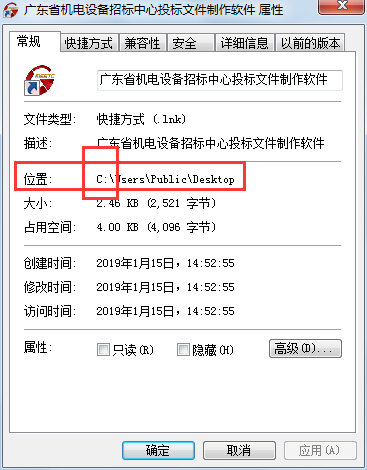 广东省机电设备招标中心投标文件制作软件 属性
常规 快捷方式 兼容性 安全 详细信息 以前的版本
广东省机电设备招标中心投标文件制作软件
文件类型: 快捷方式 (.lnk)
描述: 广东省机电设备招标中心投标文件制作软件
位置: C:\Users\Public\Desktop
大小: 2.46 KB (2,521 字节)
占用空间: 4.00 KB (4,096 字节)
创建时间: 2019年1月15日，14:52:55
修改时间: 2019年1月15日，14:52:55
访问时间: 2019年1月15日，14:52:55
属性: 只读(R) 隐藏(H) 高级(D)...
确定 取消 应用(A)